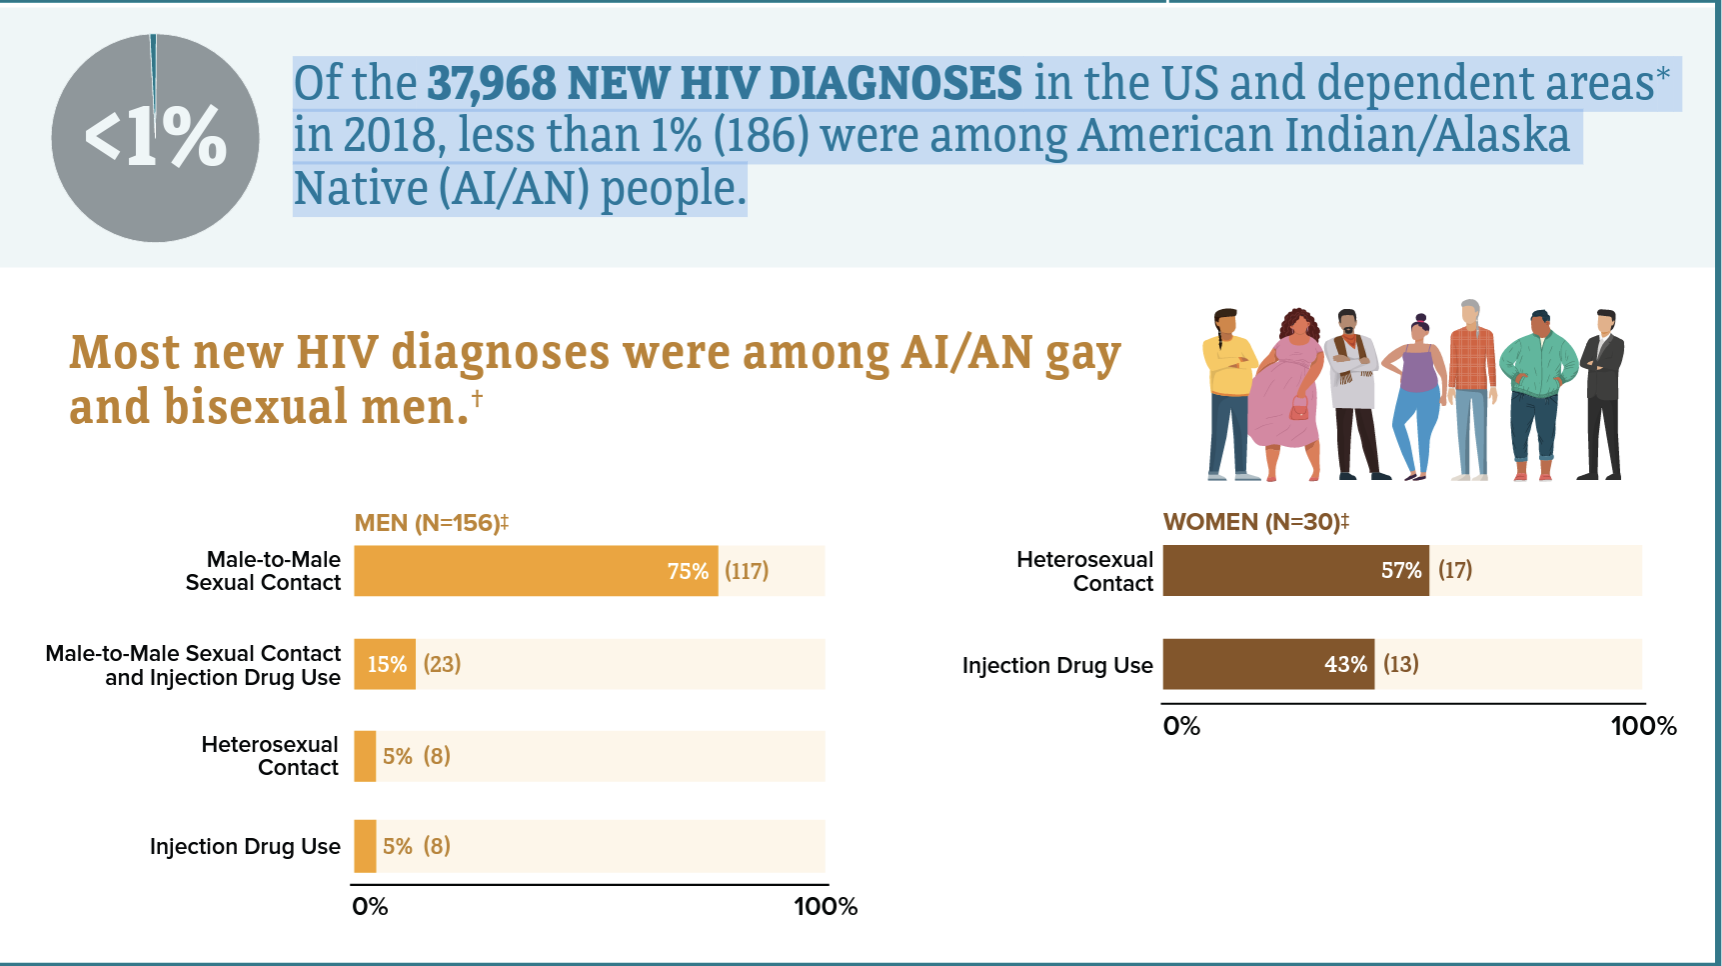 <1%
Of the 37,968 NEW HIV DIAGNOSES in the US and dependent areas*
in 2018, less than 1% (186) were among American Indian/Alaska
Native (AI/AN) people.
Most new HIV diagnoses were among AI/AN gay
and bisexual men.†
MEN (N=156)‡
Male-to-Male
Sexual Contact
75% (117)
Male-to-Male Sexual Contact
and Injection Drug Use
15% (23)
Heterosexual
Contact
5% (8)
Injection Drug Use
5% (8)
0% 100%
WOMEN (N=30)‡
Heterosexual
Contact
57% (17)
Injection Drug Use
43% (13)
0% 100%